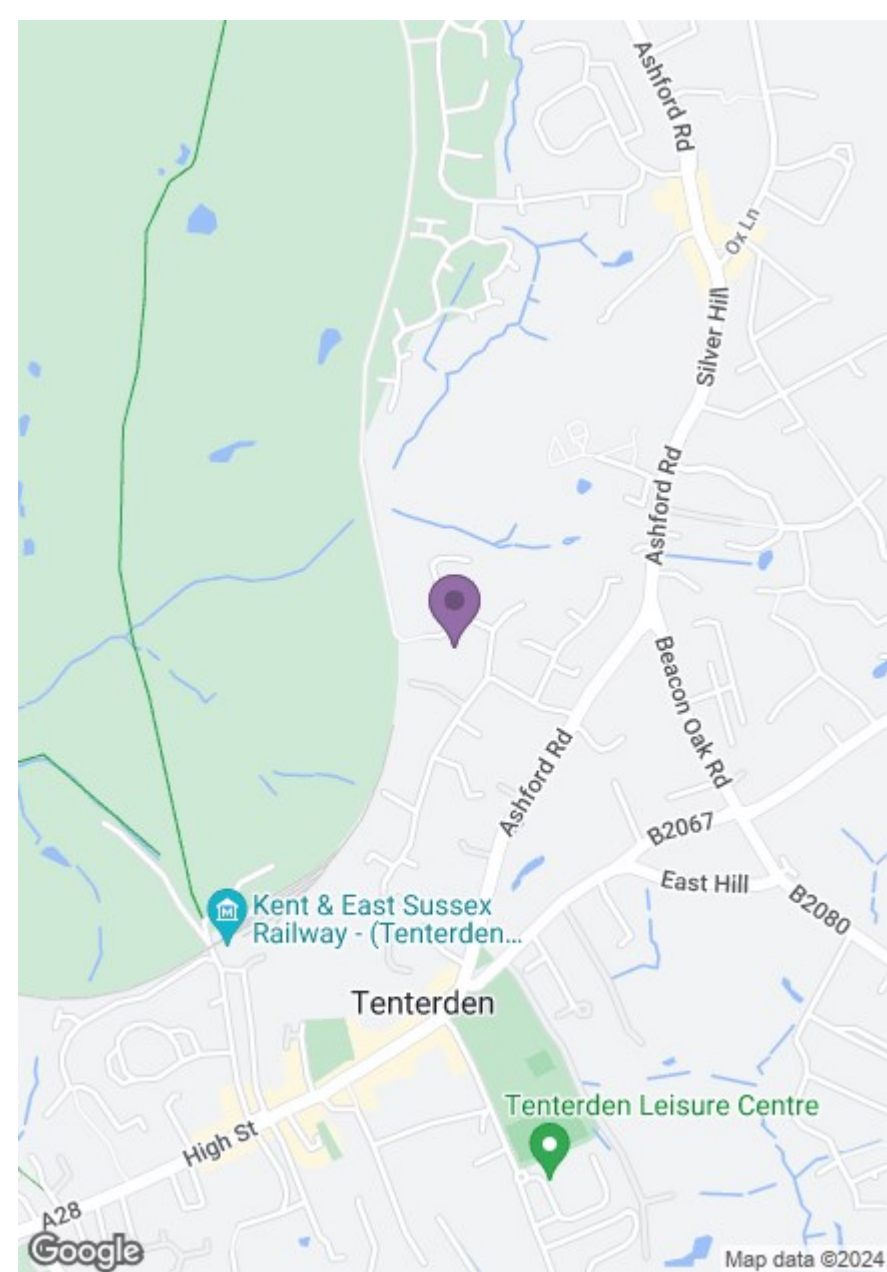 Ashford Rd
Ox Ln
Silver Hill
Ashford Rd
Beacon Oak Rd
Ashford Rd
B2067
East Hill
B2080
Kent & East Sussex
Railway - (Tenterden...
Tenterden
Tenterden Leisure Centre
High St
A28
Google
Map data ©2024